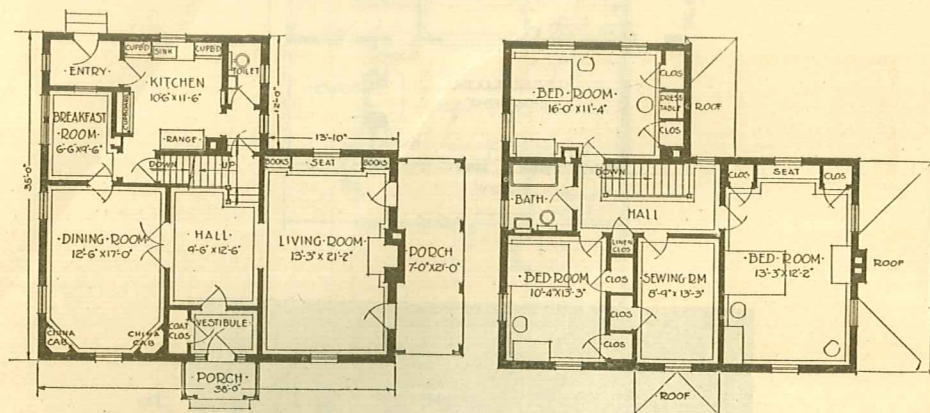 CUPB'D
SINK
CUPB'D
TOILET
·ENTRY·
·KITCHEN
10'-6"X11'-6"
CUPBOARD
BREAKFAST
·ROOM·
6'-6"X9'-6"
·RANGE·
12'-0"
13'-10"
35'-0"
DOWN
UP
BOOKS
SEAT
BOOKS
·DINING·ROOM·
12'-6"X17'-0"
·HALL·
9'-6"X12'-6"
·LIVING·ROOM·
13'-3" X 21'-2"
PORCH
7'-0"X21'-0"
CHINA
CAB
CHINA
CAB
COAT
CLOS
·VESTIBULE·
·PORCH·
38'-0"
·BED·ROOM·
16'-0"X11'-4"
CLOS
DRESS
TABLE
CLOS
ROOF
DOWN
·BATH·
HALL
CLOS
SEAT
CLOS
LINEN
CLOS
·BED·ROOM·
10'-4"X13'-3"
CLOS
CLOS
CLOS
SEWING·RM
8'-9"X13'-3"
·BED·ROOM·
13'-3"X12'-2"
ROOF
·ROOF